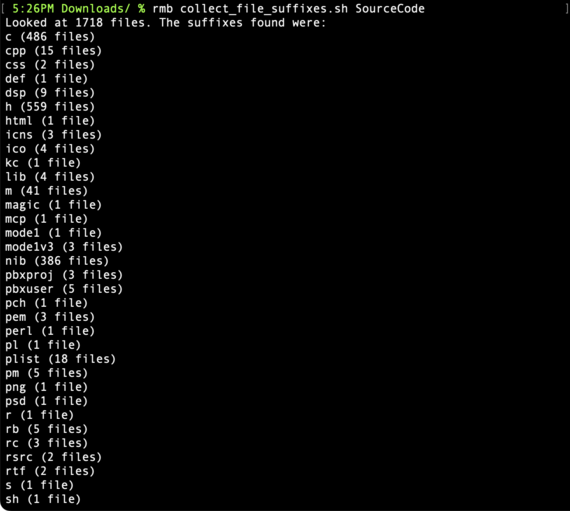 [ 5:26PM Downloads/ % rmb collect_file_suffixes.sh SourceCode ]
Looked at 1718 files. The suffixes found were:
c (486 files)
cpp (15 files)
css (2 files)
def (1 file)
dsp (9 files)
h (559 files)
html (1 file)
icns (3 files)
ico (4 files)
kc (1 file)
lib (4 files)
m (41 files)
magic (1 file)
mcp (1 file)
mode1 (1 file)
mode1v3 (3 files)
nib (386 files)
pbxproj (3 files)
pbxuser (5 files)
pch (1 file)
pem (3 files)
perl (1 file)
pl (1 file)
plist (18 files)
pm (5 files)
png (1 file)
psd (1 file)
r (1 file)
rb (5 files)
rc (3 files)
rsrc (2 files)
rtf (2 files)
s (1 file)
sh (1 file)